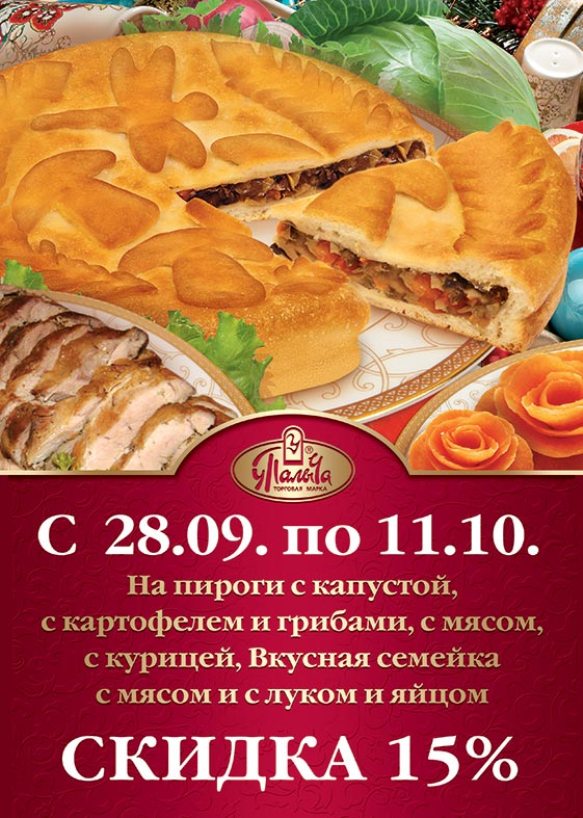 У Палыча ®
ТОРГОВАЯ МАРКА
С 28.09. по 11.10.
На пироги с капустой,
с картофелем и грибами, с мясом,
с курицей, Вкусная семейка
с мясом и с луком и яйцом
СКИДКА 15%